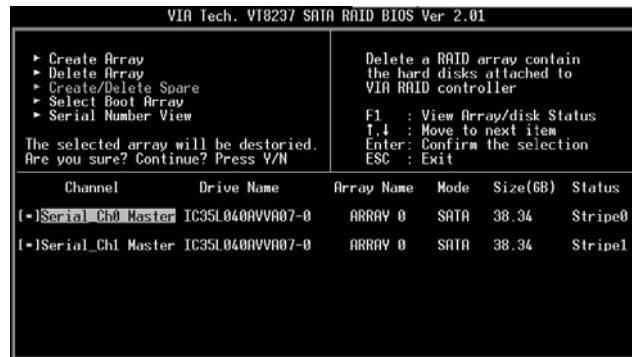 VIA Tech. VT8237 SATA RAID BIOS Ver 2.01
► Create Array
► Delete Array
► Create/Delete Spare
► Select Boot Array
► Serial Number View
The selected array will be destoried.
Are you sure? Continue? Press Y/N
Delete a RAID array contain
the hard disks attached to
VIA RAID controller
F1 : View Array/disk Status
↑,↓ : Move to next item
Enter: Confirm the selection
ESC : Exit
Channel Drive Name Array Name Mode Size(GB) Status
[*]Serial_Ch0 Master IC35L040AVVA07-0 ARRAY 0 SATA 38.34 Stripe0
[*]Serial_Ch1 Master IC35L040AVVA07-0 ARRAY 0 SATA 38.34 Stripe1